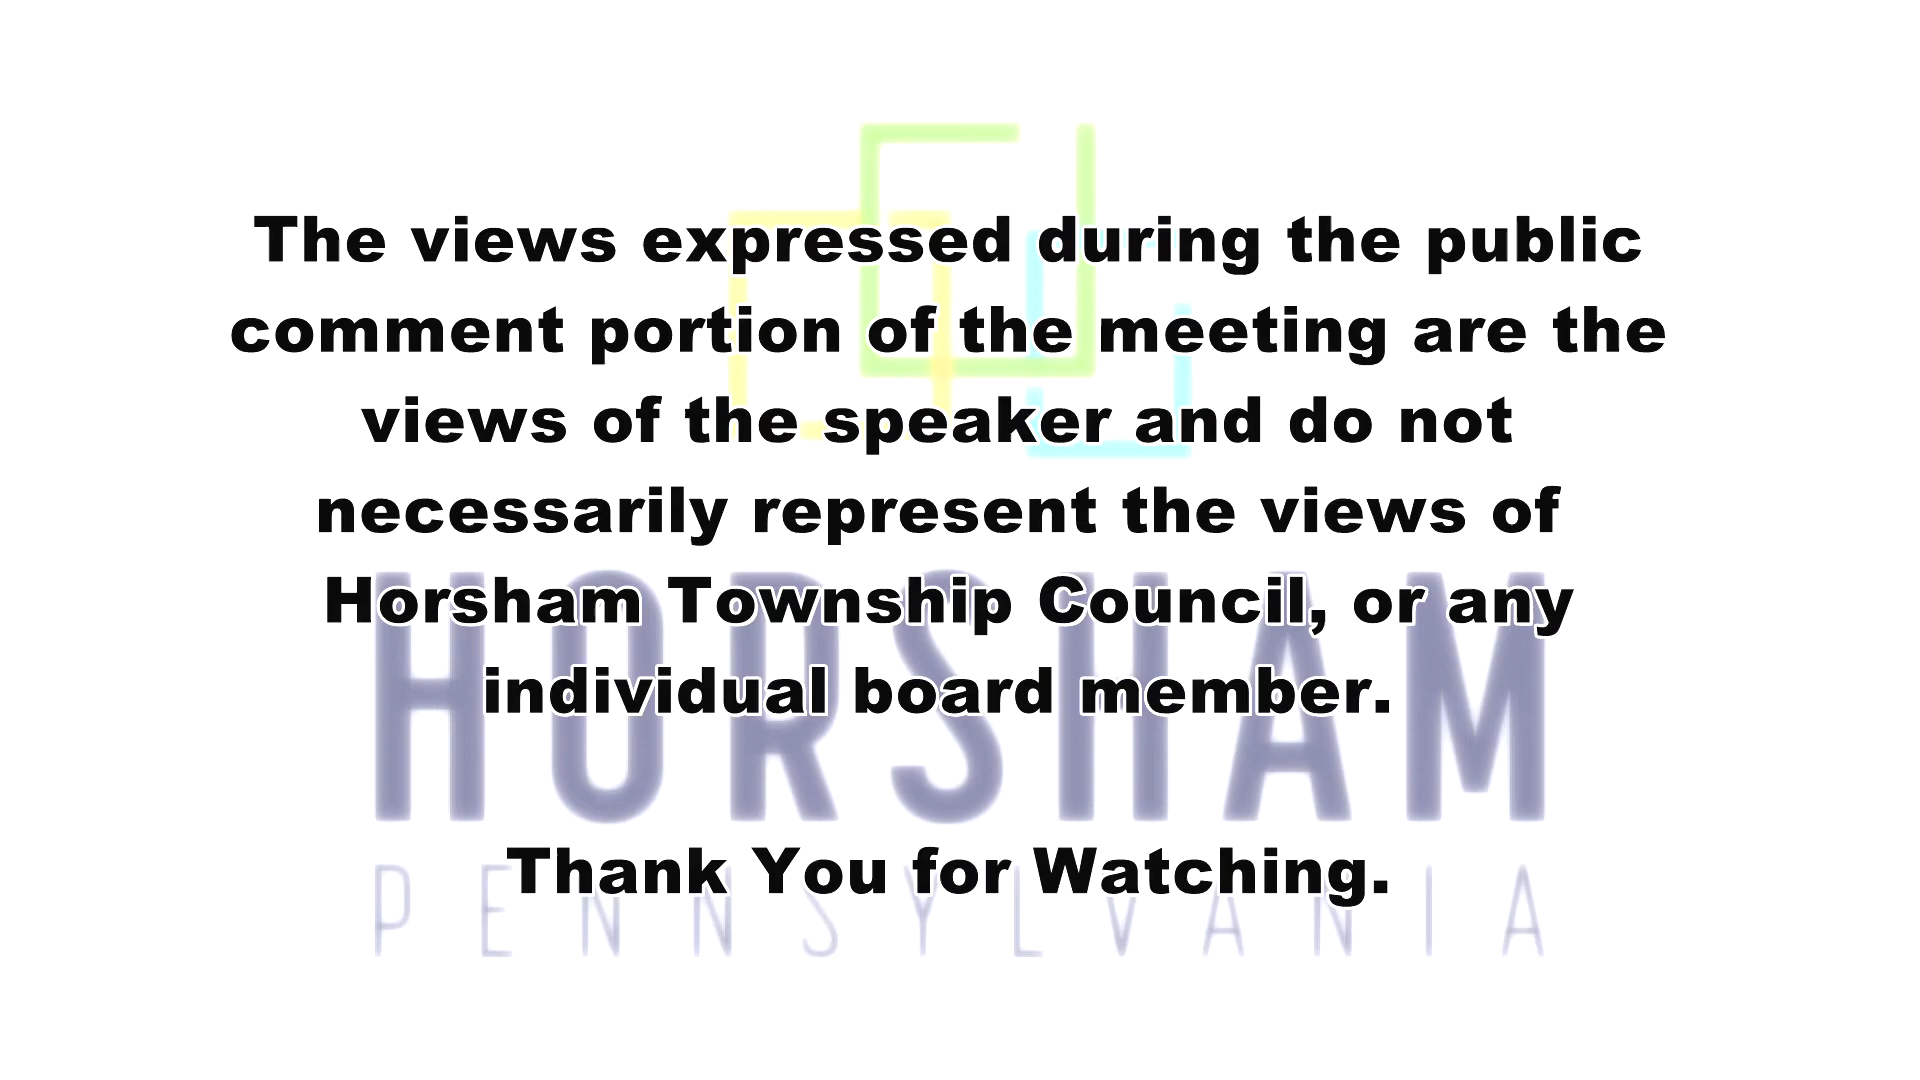 The views expressed during the public
comment portion of the meeting are the
views of the speaker and do not
necessarily represent the views of
Horsham Township Council, or any
individual board member.
HORSHAM
Thank You for Watching.
PENNSYLVANIA